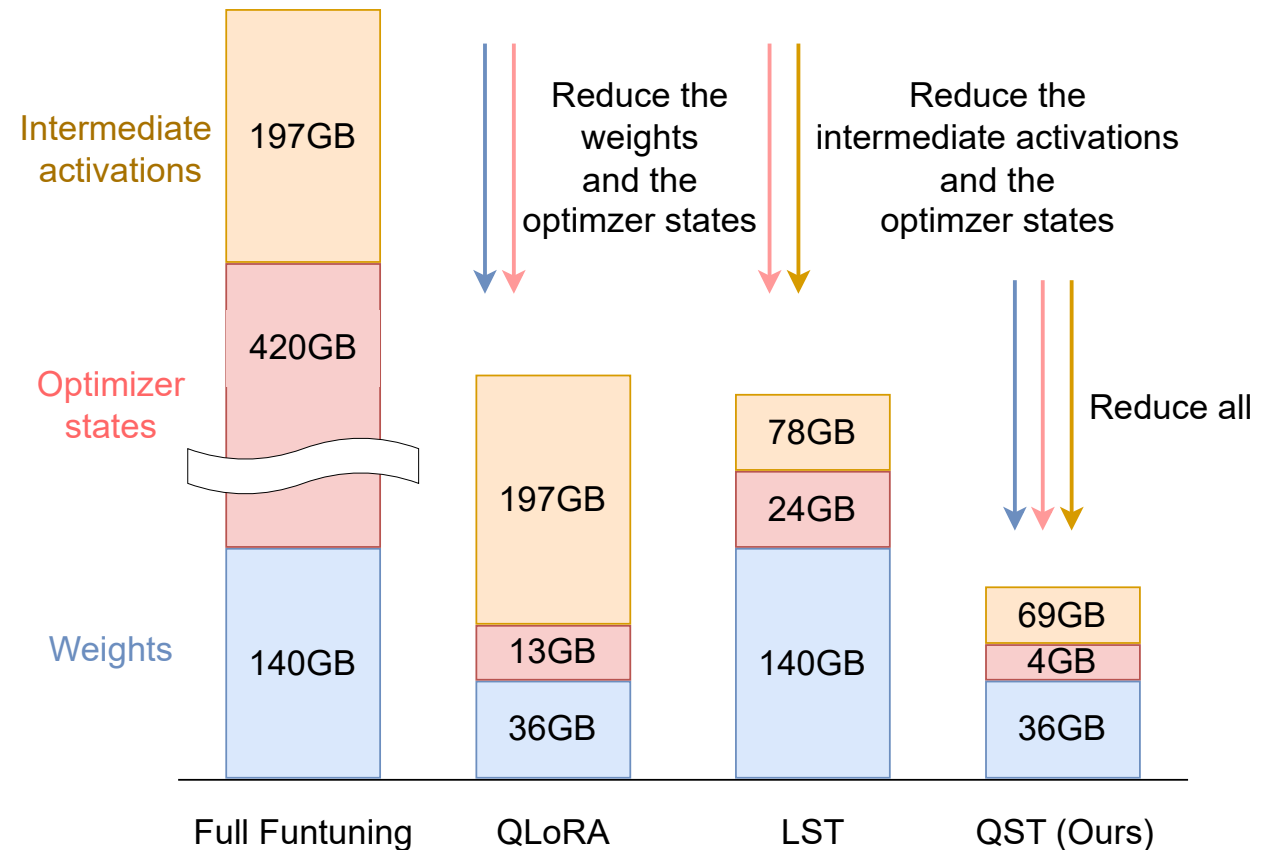 Intermediate
activations
Optimizer
states
Weights
197GB
420GB
140GB
Reduce the
weights
and the
optimzer states
197GB
13GB
36GB
Reduce the
intermediate activations
and the
optimzer states
78GB
24GB
140GB
Reduce all
69GB
4GB
36GB
Full Funtuning
QLoRA
LST
QST (Ours)